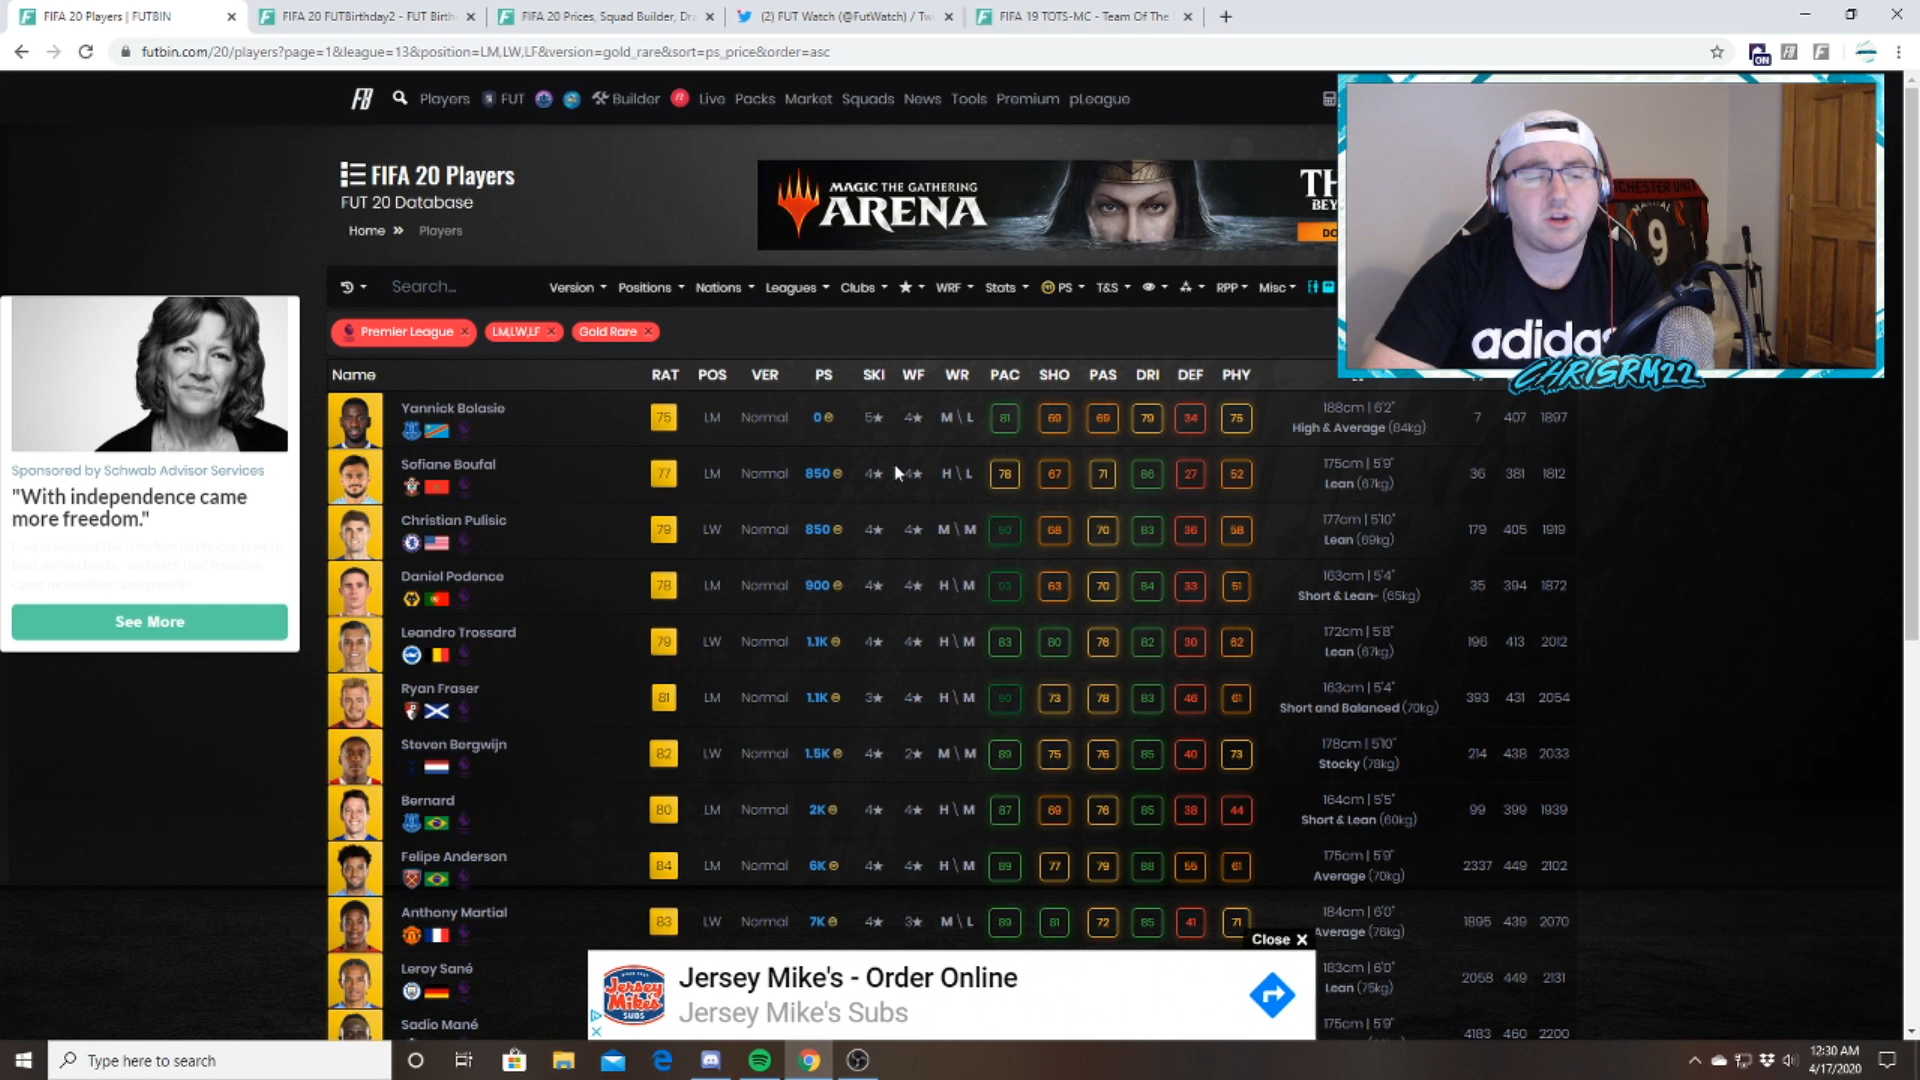 FIFA 20 Players | FUTBIN
FIFA 20 FUTBirthday2 - FUT Birth
FIFA 20 Prices, Squad Builder, Dra
(2) FUT Watch (@FutWatch) / Tw
FIFA 19 TOTS-MC - Team Of The
futbin.com/20/players?page=1&league=13&position=LM,LW,LF&version=gold_rare&sort=ps_price&order=asc
ON
FB Players FUT Builder Live Packs Market Squads News Tools Premium pLeague
FIFA 20 Players
FUT 20 Database
Home » Players
MAGIC THE GATHERING
ARENA
TH
BEY
DO
CHESTER UNI
9
adidas
CHRISRM22
Search... Version Positions Nations Leagues Clubs WRF Stats PS T&S RPP Misc
Premier League × LM,LW,LF × Gold Rare ×
Name RAT POS VER PS SKI WF WR PAC SHO PAS DRI DEF PHY
Yannick Bolasie 75 LM Normal 0 5★ 4★ M \ L 81 69 69 79 34 75 188cm | 6'2" 7 407 1897
High & Average (84kg)
Sofiane Boufal 77 LM Normal 850 4★ 4★ H \ L 78 67 71 86 27 52 175cm | 5'9" 36 381 1812
Lean (67kg)
Christian Pulisic 79 LW Normal 850 4★ 4★ M \ M 90 68 70 83 36 58 177cm | 5'10" 179 405 1919
Lean (69kg)
Daniel Podence 78 LM Normal 900 4★ 4★ H \ M 93 63 70 84 33 51 163cm | 5'4" 35 394 1872
Short & Lean- (65kg)
Leandro Trossard 79 LW Normal 1.1K 4★ 4★ H \ M 83 80 76 82 30 62 172cm | 5'8" 196 413 2012
Lean (67kg)
Ryan Fraser 81 LM Normal 1.1K 3★ 4★ H \ M 90 73 78 83 46 61 163cm | 5'4" 393 431 2054
Short and Balanced (70kg)
Steven Bergwijn 82 LW Normal 1.5K 4★ 2★ M \ M 89 75 76 85 40 73 178cm | 5'10" 214 438 2033
Stocky (78kg)
Bernard 80 LM Normal 2K 4★ 4★ H \ M 87 69 76 85 38 44 164cm | 5'5" 99 399 1939
Short & Lean (60kg)
Felipe Anderson 84 LM Normal 6K 4★ 4★ H \ M 89 77 79 88 55 61 175cm | 5'9" 2337 449 2102
Average (70kg)
Anthony Martial 83 LW Normal 7K 4★ 3★ M \ L 89 81 72 85 41 71 184cm | 6'0" 1895 439 2070
Average (76kg)
Leroy Sané 183cm | 6'0" 2058 449 2131
Lean (75kg)
Sadio Mané 175cm | 5'9" 4183 460 2200
Sponsored by Schwab Advisor Services
"With independence came
more freedom."
See More
Close X
JERSEY MIKE'S SUBS
Jersey Mike's - Order Online
Jersey Mike's Subs
Type here to search
12:30 AM
4/17/2020